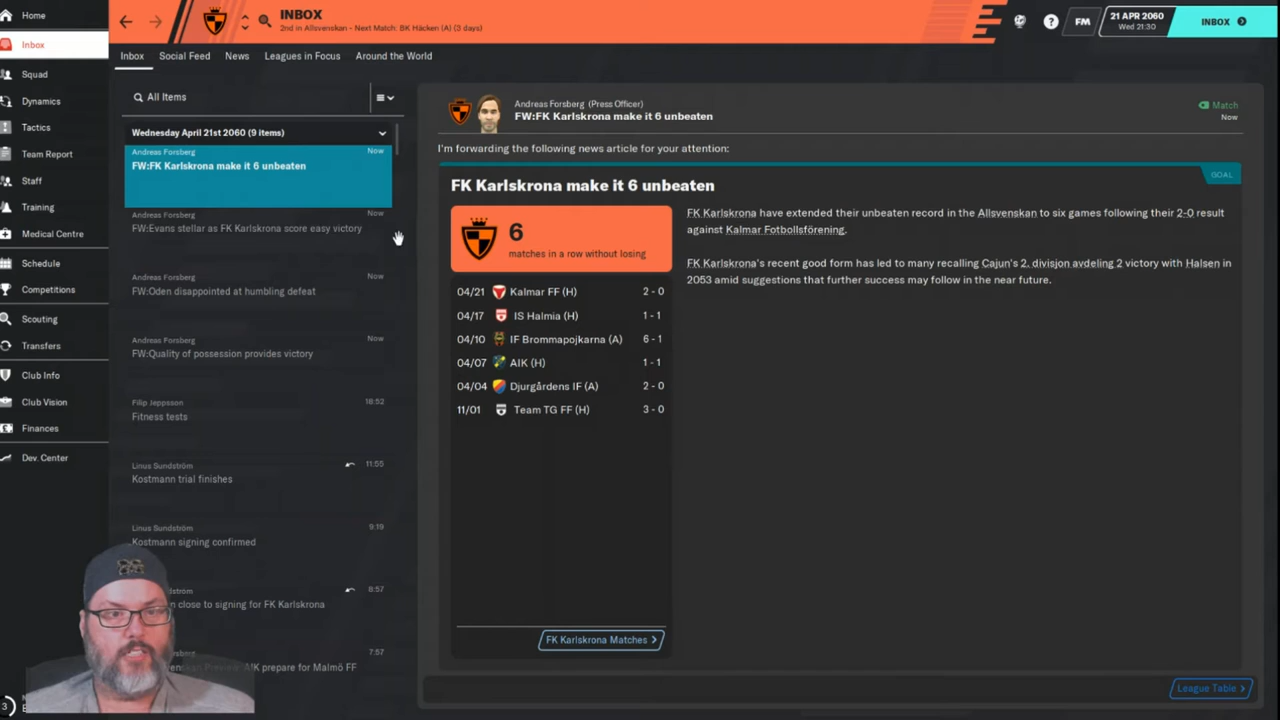 Home
Inbox
Squad
Dynamics
Tactics
Team Report
Staff
Training
Medical Centre
Schedule
Competitions
Scouting
Transfers
Club Info
Club Vision
Finances
Dev. Center
3
INBOX
2nd in Allsvenskan - Next Match: BK Häcken (A) (3 days)
FM
21 APR 2060
Wed 21:30
INBOX
Inbox
Social Feed
News
Leagues in Focus
Around the World
All Items
Wednesday April 21st 2060 (9 items)
Andreas Forsberg Now
FW:FK Karlskrona make it 6 unbeaten
Andreas Forsberg Now
FW:Evans stellar as FK Karlskrona score easy victory
Andreas Forsberg Now
FW:Oden disappointed at humbling defeat
Andreas Forsberg Now
FW:Quality of possession provides victory
Filip Jeppsson 18:52
Fitness tests
Linus Sundström 11:55
Kostmann trial finishes
Linus Sundström 9:19
Kostmann signing confirmed
8:57
close to signing for FK Karlskrona
7:57
prepare for Malmö FF
Andreas Forsberg (Press Officer)
FW:FK Karlskrona make it 6 unbeaten
Match
Now
I'm forwarding the following news article for your attention:
GOAL
FK Karlskrona make it 6 unbeaten
6
matches in a row without losing
04/21 Kalmar FF (H) 2 - 0
04/17 IS Halmia (H) 1 - 1
04/10 IF Brommapojkarna (A) 6 - 1
04/07 AIK (H) 1 - 1
04/04 Djurgårdens IF (A) 2 - 0
11/01 Team TG FF (H) 3 - 0
FK Karlskrona Matches
FK Karlskrona have extended their unbeaten record in the Allsvenskan to six games following their 2-0 result
against Kalmar Fotbollsförening.
FK Karlskrona's recent good form has led to many recalling Cajun's 2. divisjon avdeling 2 victory with Halsen in
2053 amid suggestions that further success may follow in the near future.
League Table